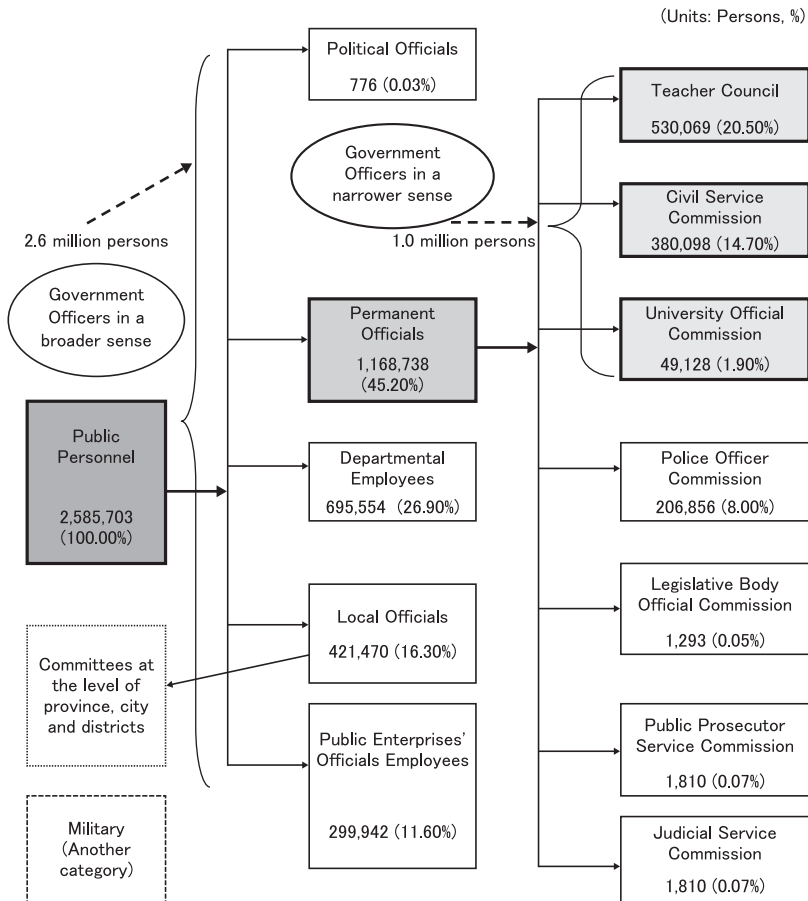 (Units: Persons, %)
Political Officials
776 (0.03%)
Government
Officers in a
narrower sense
1.0 million persons
2.6 million persons
Government
Officers in a
broader sense
Public
Personnel
2,585,703
(100.00%)
Permanent
Officials
1,168,738
(45.20%)
Departmental
Employees
695,554 (26.90%)
Local Officials
421,470 (16.30%)
Committees at
the level of
province, city
and districts
Public Enterprises’
Officials Employees
299,942 (11.60%)
Military
(Another
category)
Teacher Council
530,069 (20.50%)
Civil Service
Commission
380,098 (14.70%)
University Official
Commission
49,128 (1.90%)
Police Officer
Commission
206,856 (8.00%)
Legislative Body
Official Commission
1,293 (0.05%)
Public Prosecutor
Service Commission
1,810 (0.07%)
Judicial Service
Commission
1,810 (0.07%)